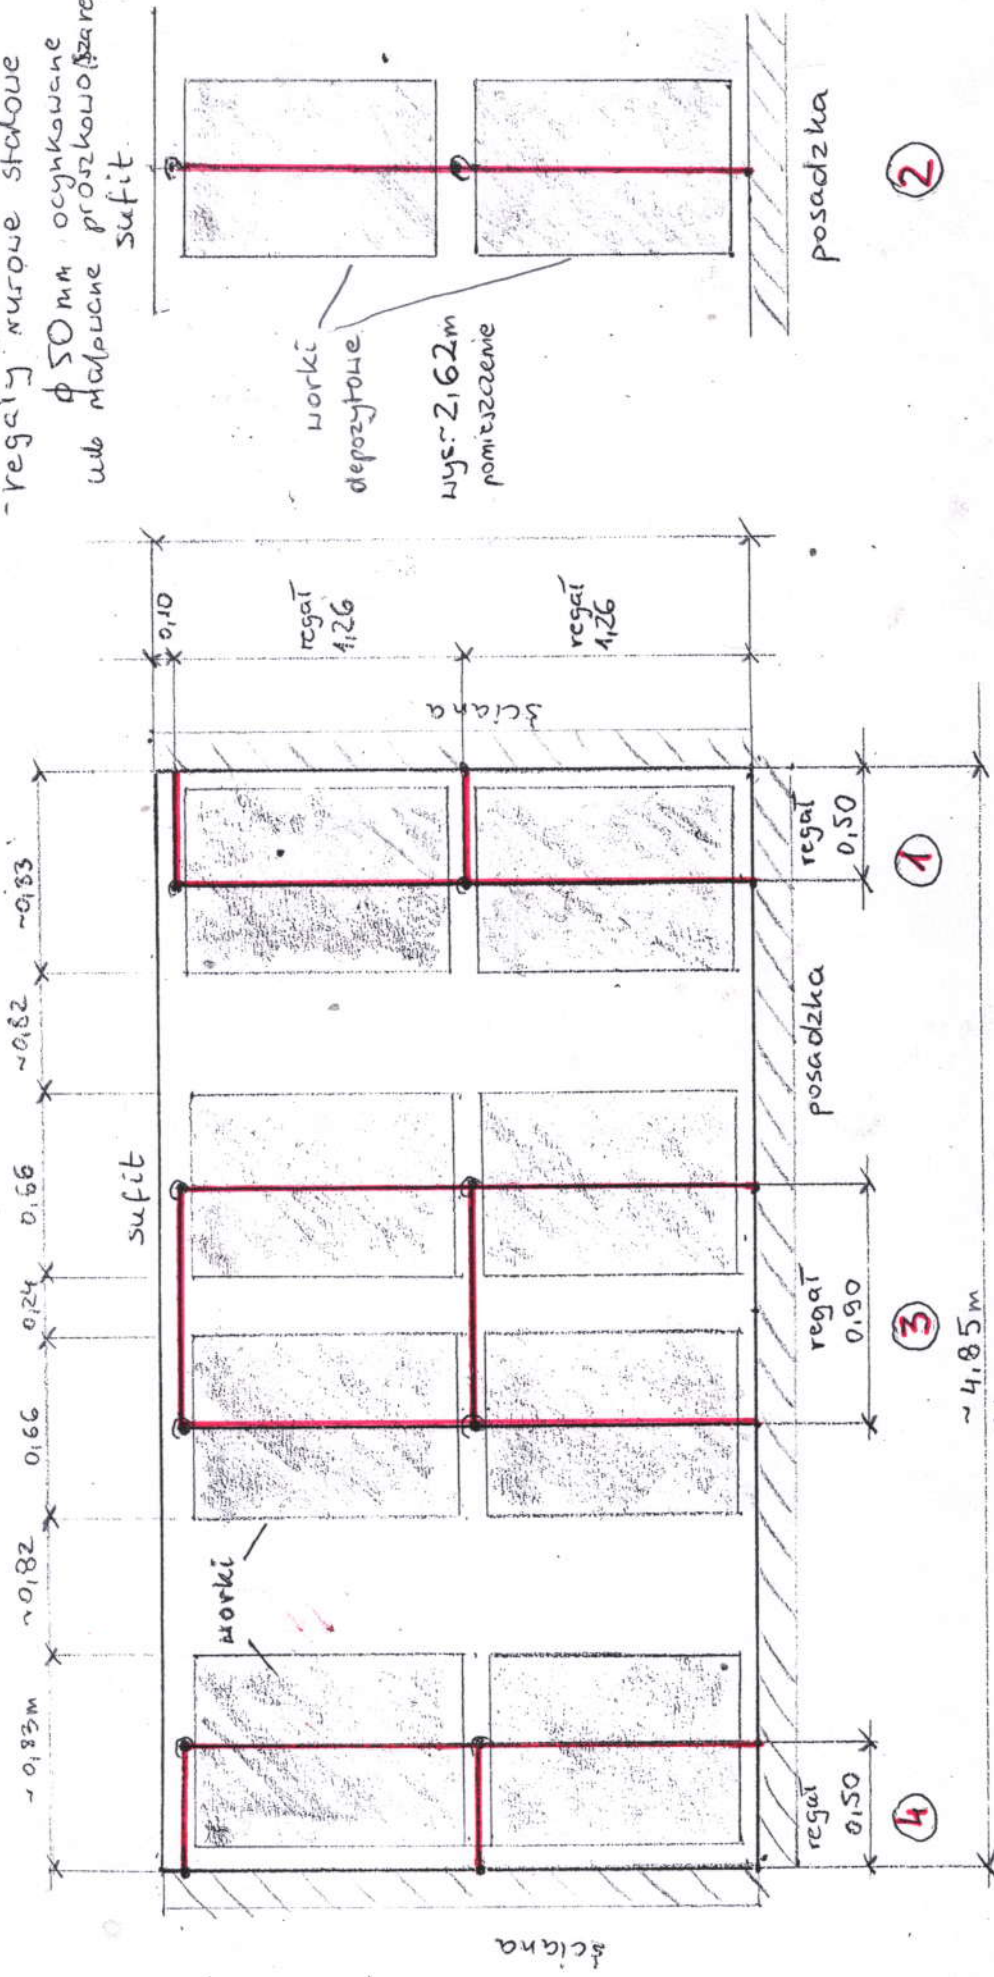 - regały rurowe stalowe
φ 50 mm ocynkowane
lub malowane proszkowo (szare
~ 0,83m
~0,82
0,66
0,24
0,66
~0,82
~0,83
sufit
sufit
worki
worki
depozytowe
wys. ~ 2,62m
pomieszczenie
0,10
regał
1,26
regał
1,26
ściana
ściana
posadzka
posadzka
regał
0,50
regał
0,90
regał
0,50
4
3
1
2
~ 4,85m